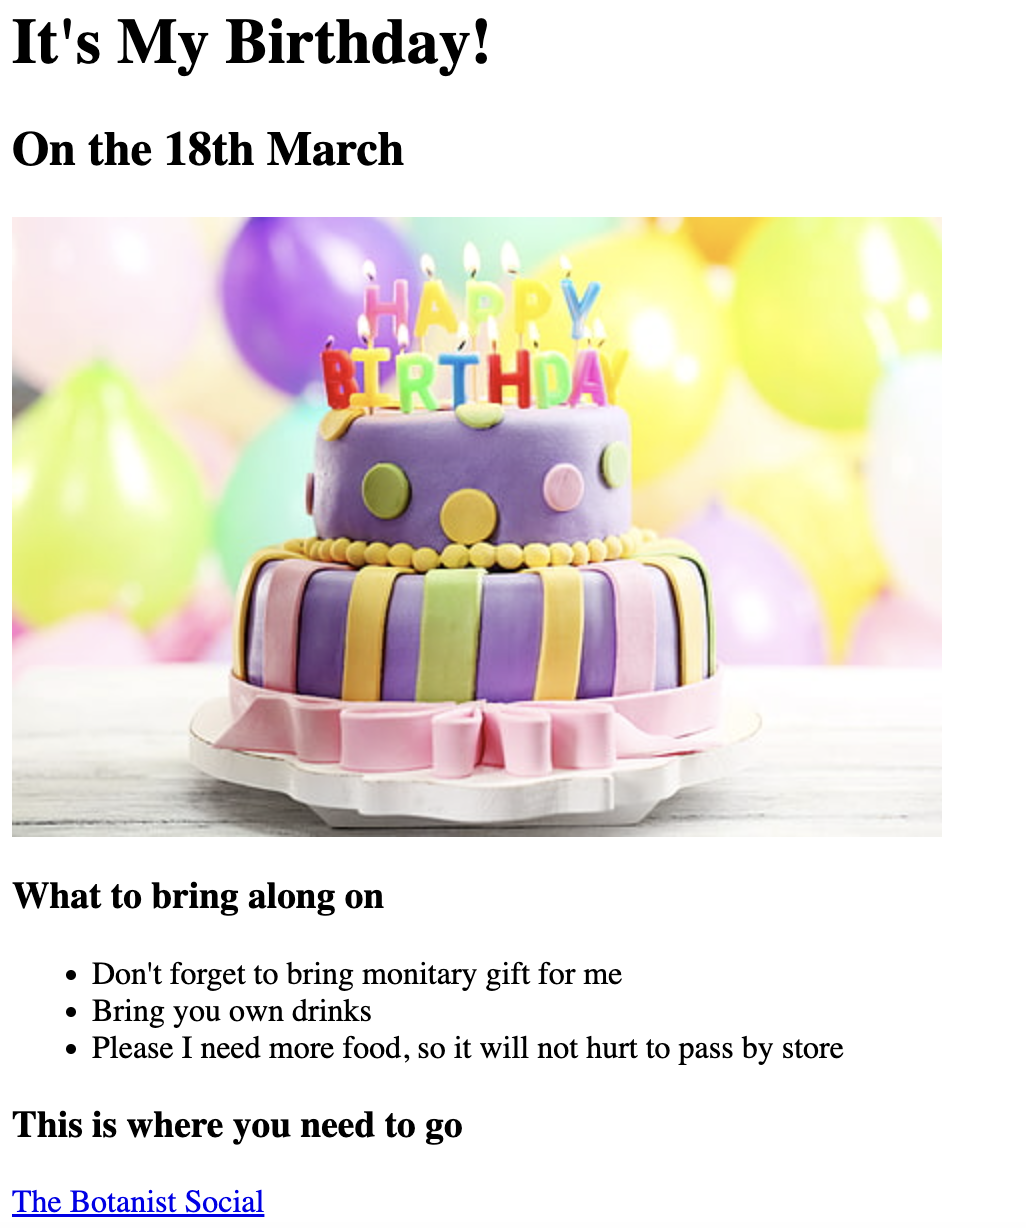 It's My Birthday!
On the 18th March
HAPPY
BIRTHDAY
What to bring along on
Don't forget to bring monitary gift for me
Bring you own drinks
Please I need more food, so it will not hurt to pass by store
This is where you need to go
The Botanist Social